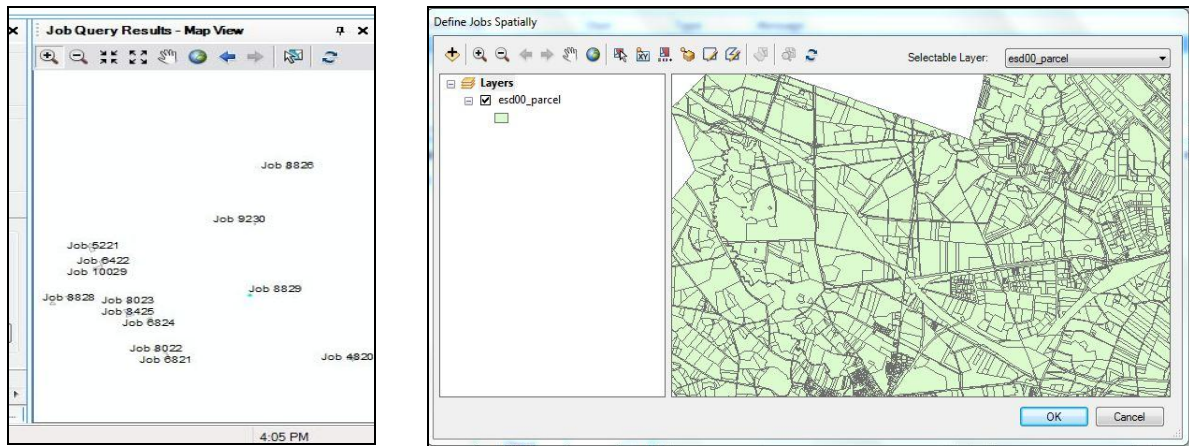 Job Query Results - Map View
Job 8826
Job 9230
Job 5221
Job 6422
Job 10029
Job 8829
Job 8828
Job 8023
Job 8425
Job 6824
Job 8022
Job 6821
Job 4820
4:05 PM
Define Jobs Spatially
Selectable Layer:
esd00_parcel
Layers
esd00_parcel
OK
Cancel